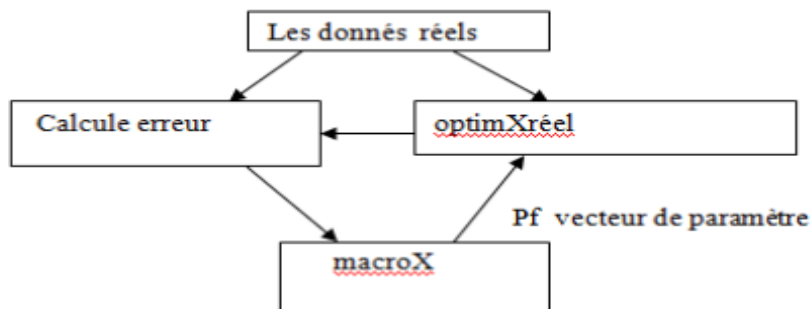 Les donnés réels
Calcule erreur
optimXréel
Pf vecteur de paramètre
macroX